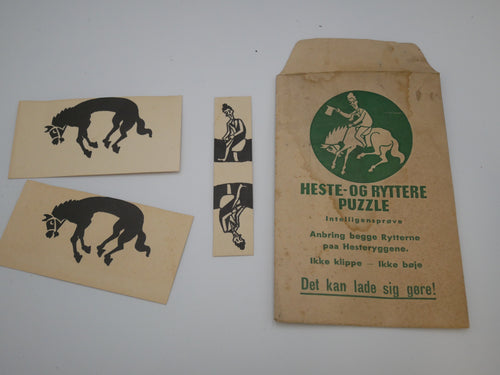 HESTE- OG RYTTERE
PUZZLE
Intelligensprøve
Anbring begge Rytterne
paa Hesteryggene.
Ikke klippe — Ikke bøje
Det kan lade sig gøre!